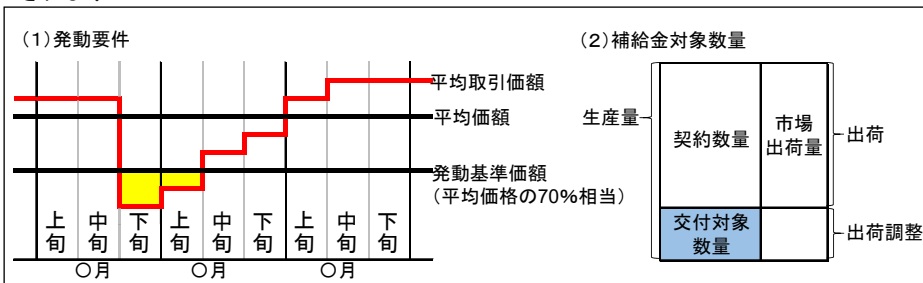 (1)発動要件
平均取引価額
平均価額
発動基準価額
(平均価格の70%相当)
上旬
中旬
下旬
上旬
中旬
下旬
上旬
中旬
下旬
〇月
〇月
〇月
(2)補給金対象数量
生産量
契約数量
市場
出荷量
出荷
交付対象
数量
出荷調整